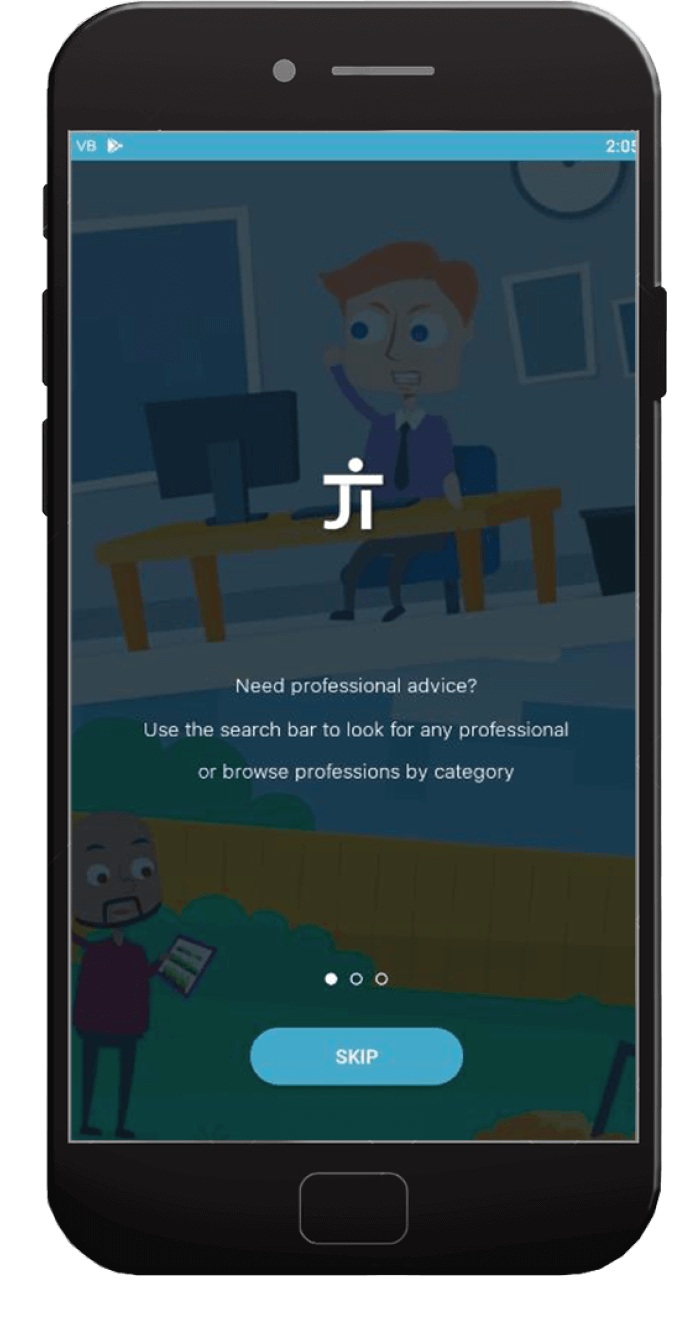 VB
2:05
JI
Need professional advice?
Use the search bar to look for any professional
or browse professions by category
SKIP